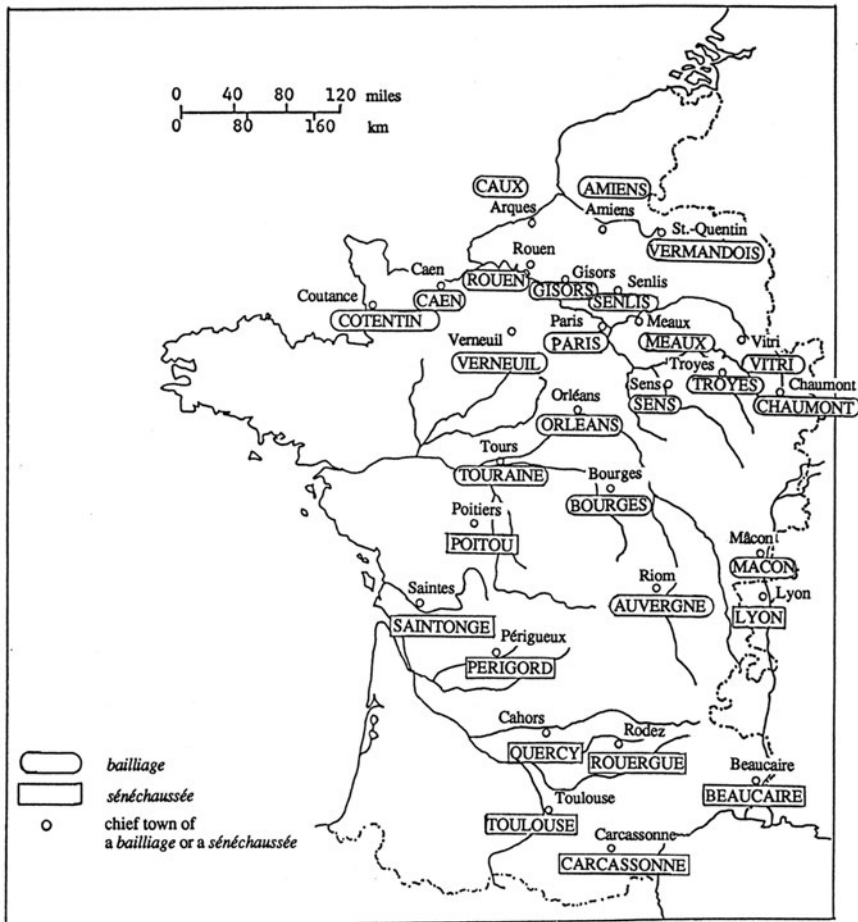 0 40 80 120 miles
0 80 160 km
CAUX
AMIENS
Arques
Amiens
St.-Quentin
VERMANDOIS
Rouen
Caen
ROUEN
Gisors
GISORS
Senlis
SENLIS
Coutance
CAEN
COTENTIN
Paris
PARIS
Meaux
MEAUX
Verneuil
VERNEUIL
Vitri
VITRI
Troyes
TROYES
Sens
SENS
Chaumont
CHAUMONT
Orléans
ORLEANS
Tours
TOURAINE
Bourges
BOURGES
Poitiers
POITOU
Mâcon
MACON
Riom
AUVERGNE
Lyon
LYON
Saintes
SAINTONGE
Périgueux
PERIGORD
Cahors
QUERCY
Rodez
ROUERGUE
Beaucaire
BEAUCAIRE
Toulouse
TOULOUSE
Carcassonne
CARCASSONNE
bailliage
sénéchaussée
chief town of
a bailliage or a sénéchaussée